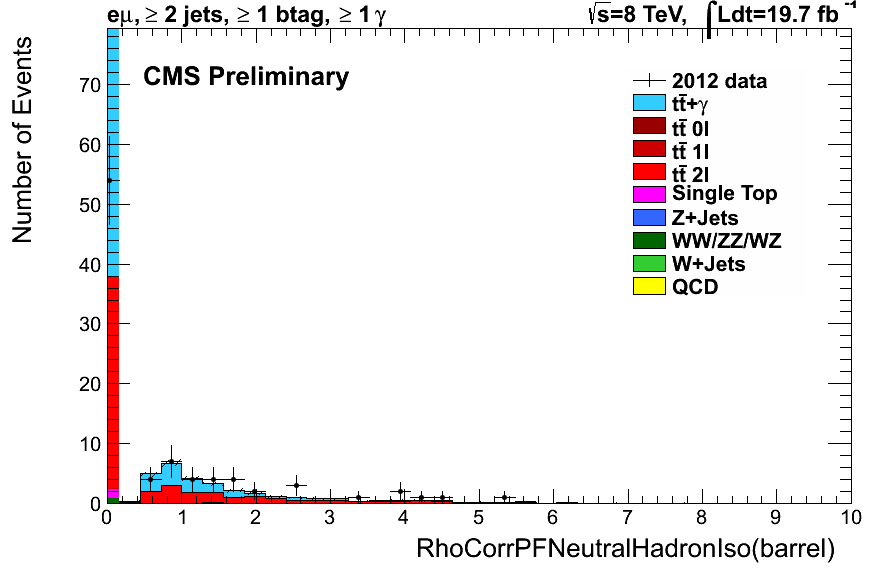 eμ, ≥ 2 jets, ≥ 1 btag, ≥ 1 γ
√s=8 TeV, ∫Ldt=19.7 fb⁻¹
CMS Preliminary
2012 data
tt̄+γ
tt̄ 0l
tt̄ 1l
tt̄ 2l
Single Top
Z+Jets
WW/ZZ/WZ
W+Jets
QCD
Number of Events
70
60
50
40
30
20
10
0
0 1 2 3 4 5 6 7 8 9 10
RhoCorrPFNeutralHadronIso(barrel)